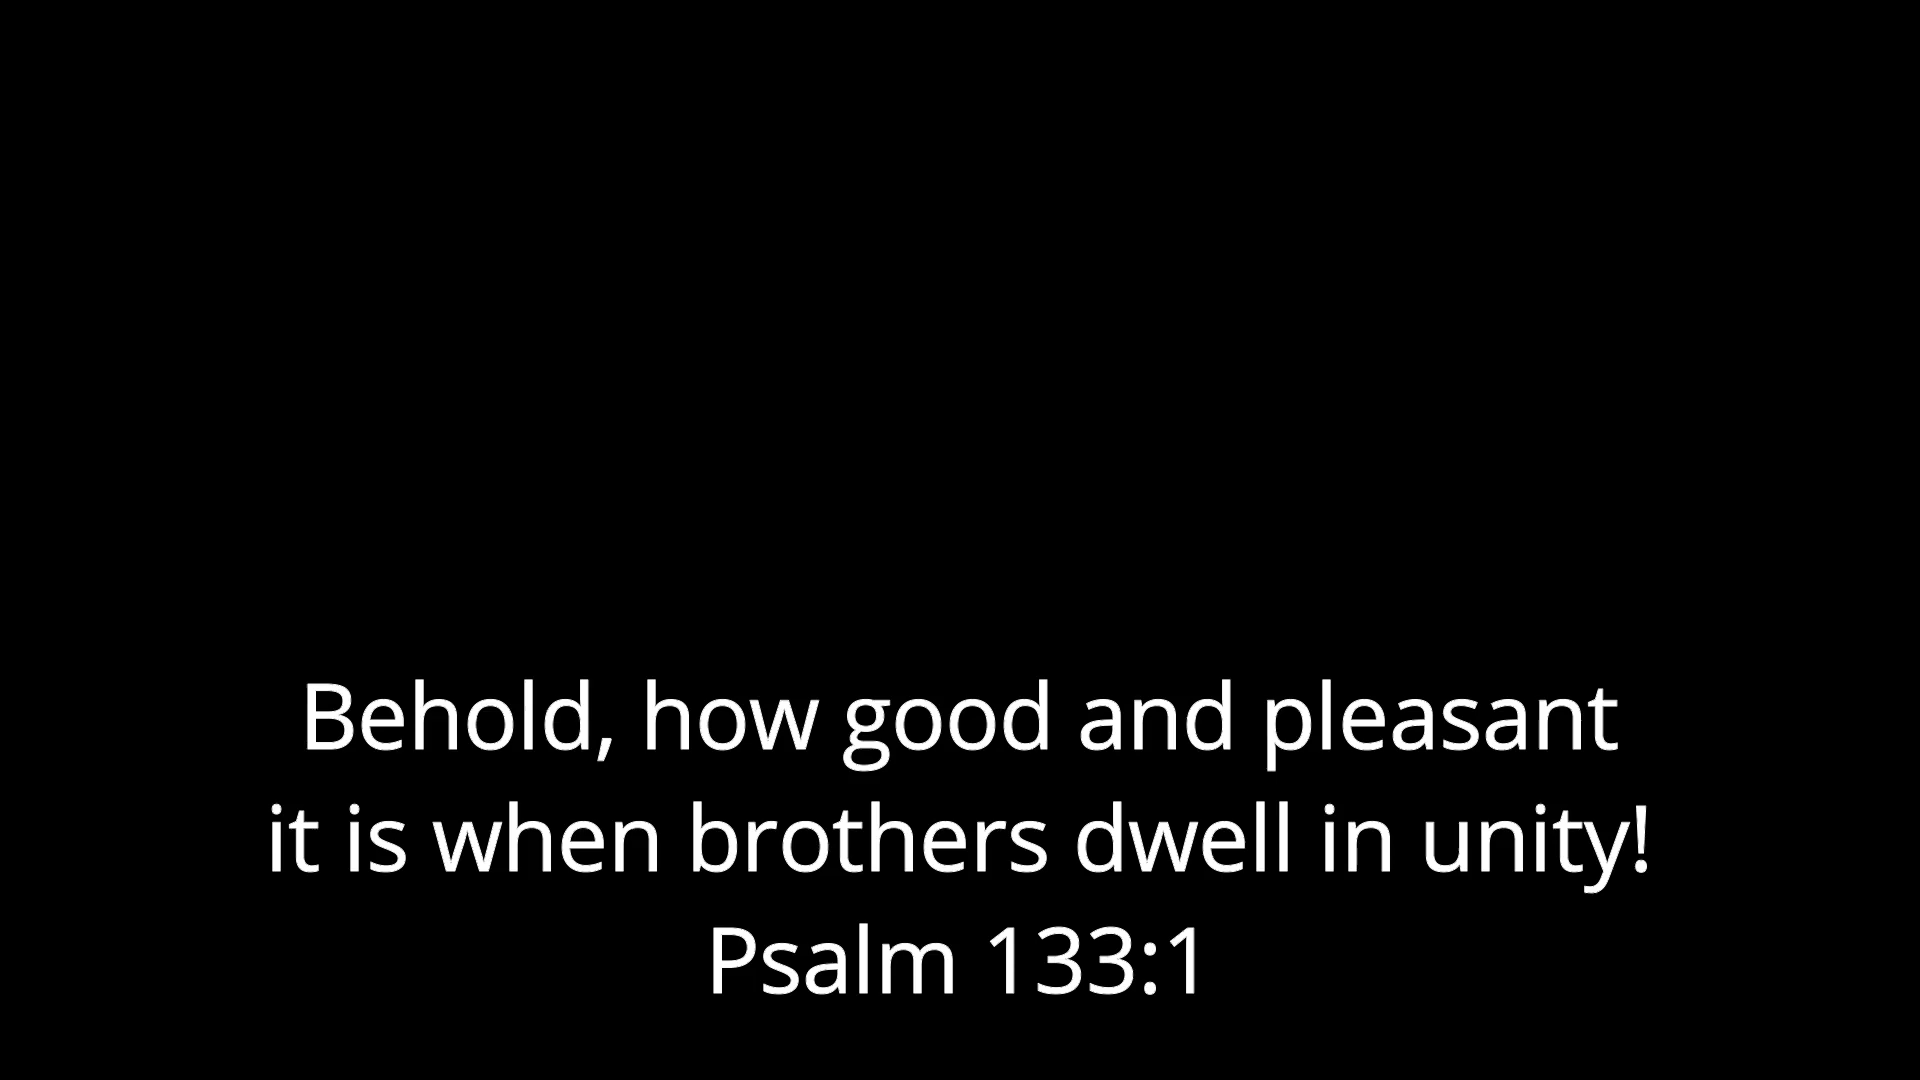 Behold, how good and pleasant
it is when brothers dwell in unity!
Psalm 133:1